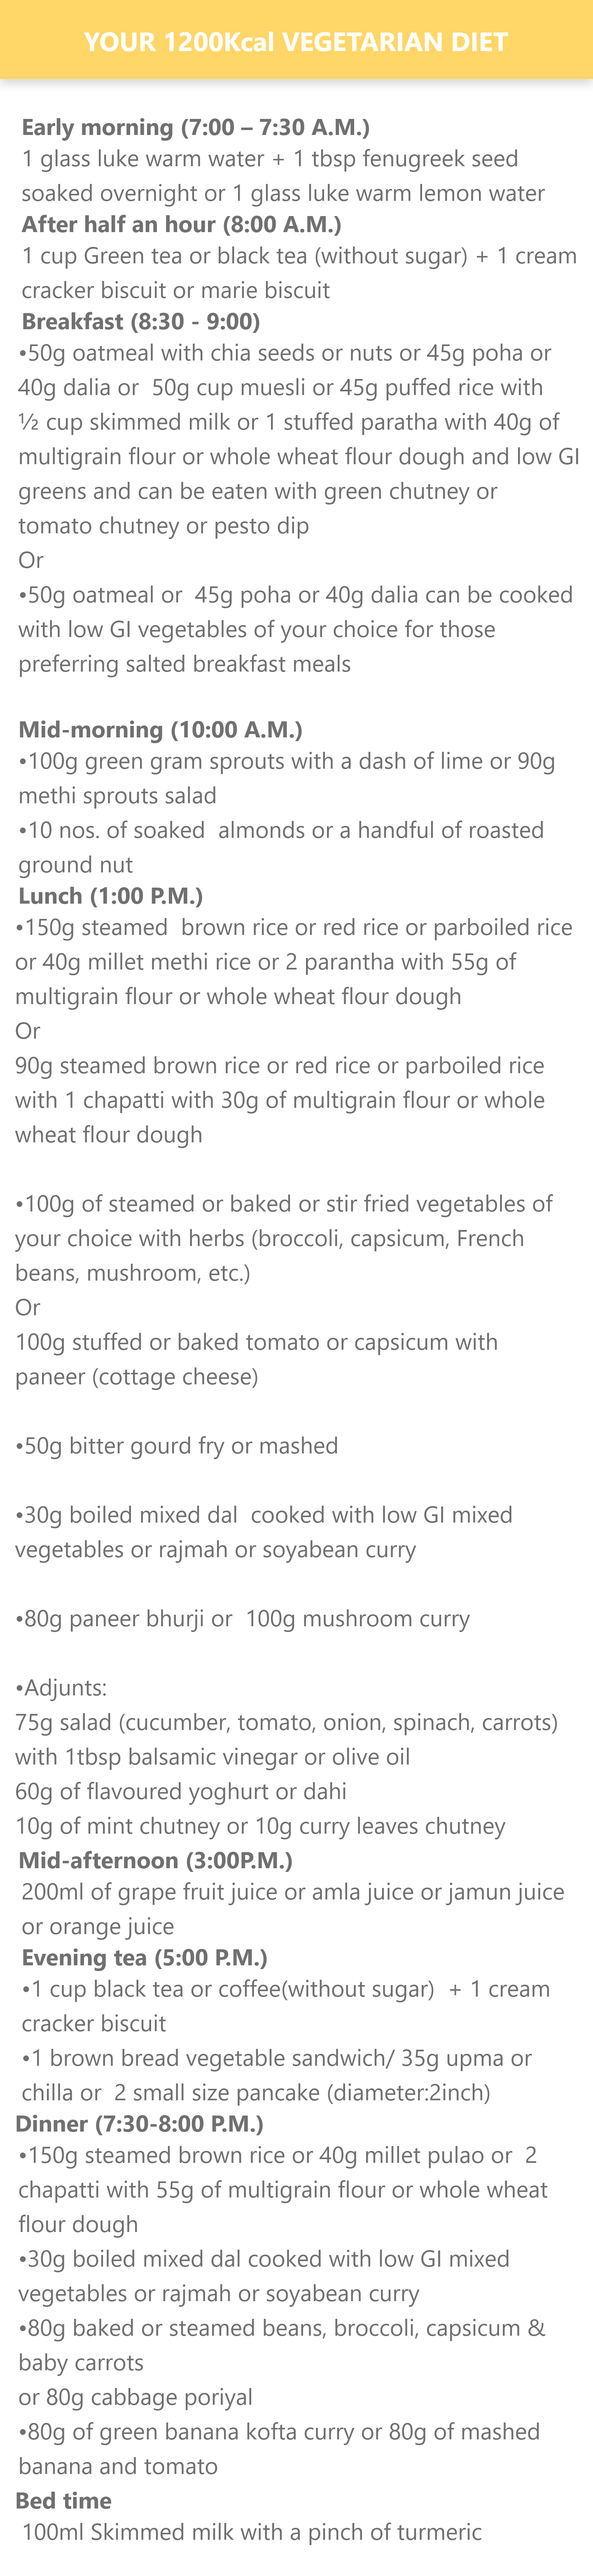 YOUR 1200Kcal VEGETARIAN DIET
Early morning (7:00 – 7:30 A.M.)
1 glass luke warm water + 1 tbsp fenugreek seed
soaked overnight or 1 glass luke warm lemon water
After half an hour (8:00 A.M.)
1 cup Green tea or black tea (without sugar) + 1 cream
cracker biscuit or marie biscuit
Breakfast (8:30 - 9:00)
•50g oatmeal with chia seeds or nuts or 45g poha or
40g dalia or  50g cup muesli or 45g puffed rice with
½ cup skimmed milk or 1 stuffed paratha with 40g of
multigrain flour or whole wheat flour dough and low GI
greens and can be eaten with green chutney or
tomato chutney or pesto dip
Or
•50g oatmeal or  45g poha or 40g dalia can be cooked
with low GI vegetables of your choice for those
preferring salted breakfast meals
Mid-morning (10:00 A.M.)
•100g green gram sprouts with a dash of lime or 90g
methi sprouts salad
•10 nos. of soaked  almonds or a handful of roasted
ground nut
Lunch (1:00 P.M.)
•150g steamed  brown rice or red rice or parboiled rice
or 40g millet methi rice or 2 parantha with 55g of
multigrain flour or whole wheat flour dough
Or
90g steamed brown rice or red rice or parboiled rice
with 1 chapatti with 30g of multigrain flour or whole
wheat flour dough
•100g of steamed or baked or stir fried vegetables of
your choice with herbs (broccoli, capsicum, French
beans, mushroom, etc.)
Or
100g stuffed or baked tomato or capsicum with
paneer (cottage cheese)
•50g bitter gourd fry or mashed
•30g boiled mixed dal  cooked with low GI mixed
vegetables or rajmah or soyabean curry
•80g paneer bhurji or  100g mushroom curry
•Adjunts:
75g salad (cucumber, tomato, onion, spinach, carrots)
with 1tbsp balsamic vinegar or olive oil
60g of flavoured yoghurt or dahi
10g of mint chutney or 10g curry leaves chutney
Mid-afternoon (3:00P.M.)
200ml of grape fruit juice or amla juice or jamun juice
or orange juice
Evening tea (5:00 P.M.)
•1 cup black tea or coffee(without sugar)  + 1 cream
cracker biscuit
•1 brown bread vegetable sandwich/ 35g upma or
chilla or  2 small size pancake (diameter:2inch)
Dinner (7:30-8:00 P.M.)
•150g steamed brown rice or 40g millet pulao or  2
chapatti with 55g of multigrain flour or whole wheat
flour dough
•30g boiled mixed dal cooked with low GI mixed
vegetables or rajmah or soyabean curry
•80g baked or steamed beans, broccoli, capsicum &
baby carrots
or 80g cabbage poriyal
•80g of green banana kofta curry or 80g of mashed
banana and tomato
Bed time
100ml Skimmed milk with a pinch of turmeric